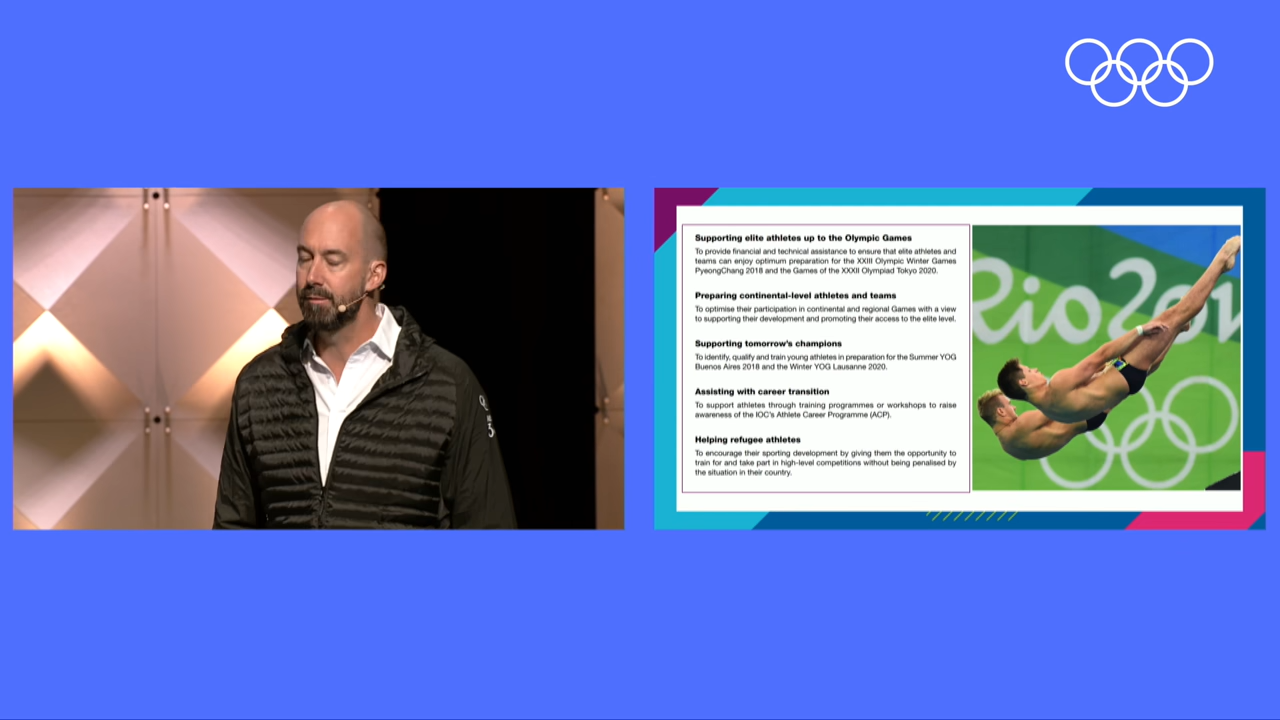 Supporting elite athletes up to the Olympic Games
To provide financial and technical assistance to ensure that elite athletes and
teams can enjoy optimum preparation for the XXIII Olympic Winter Games
PyeongChang 2018 and the Games of the XXXII Olympiad Tokyo 2020.
Preparing continental-level athletes and teams
To optimise their participation in continental and regional Games with a view
to supporting their development and promoting their access to the elite level.
Supporting tomorrow's champions
To identify, qualify and train young athletes in preparation for the Summer YOG
Buenos Aires 2018 and the Winter YOG Lausanne 2020.
Assisting with career transition
To support athletes through training programmes or workshops to raise
awareness of the IOC's Athlete Career Programme (ACP).
Helping refugee athletes
To encourage their sporting development by giving them the opportunity to
train for and take part in high-level competitions without being penalised by
the situation in their country.
Rio 201